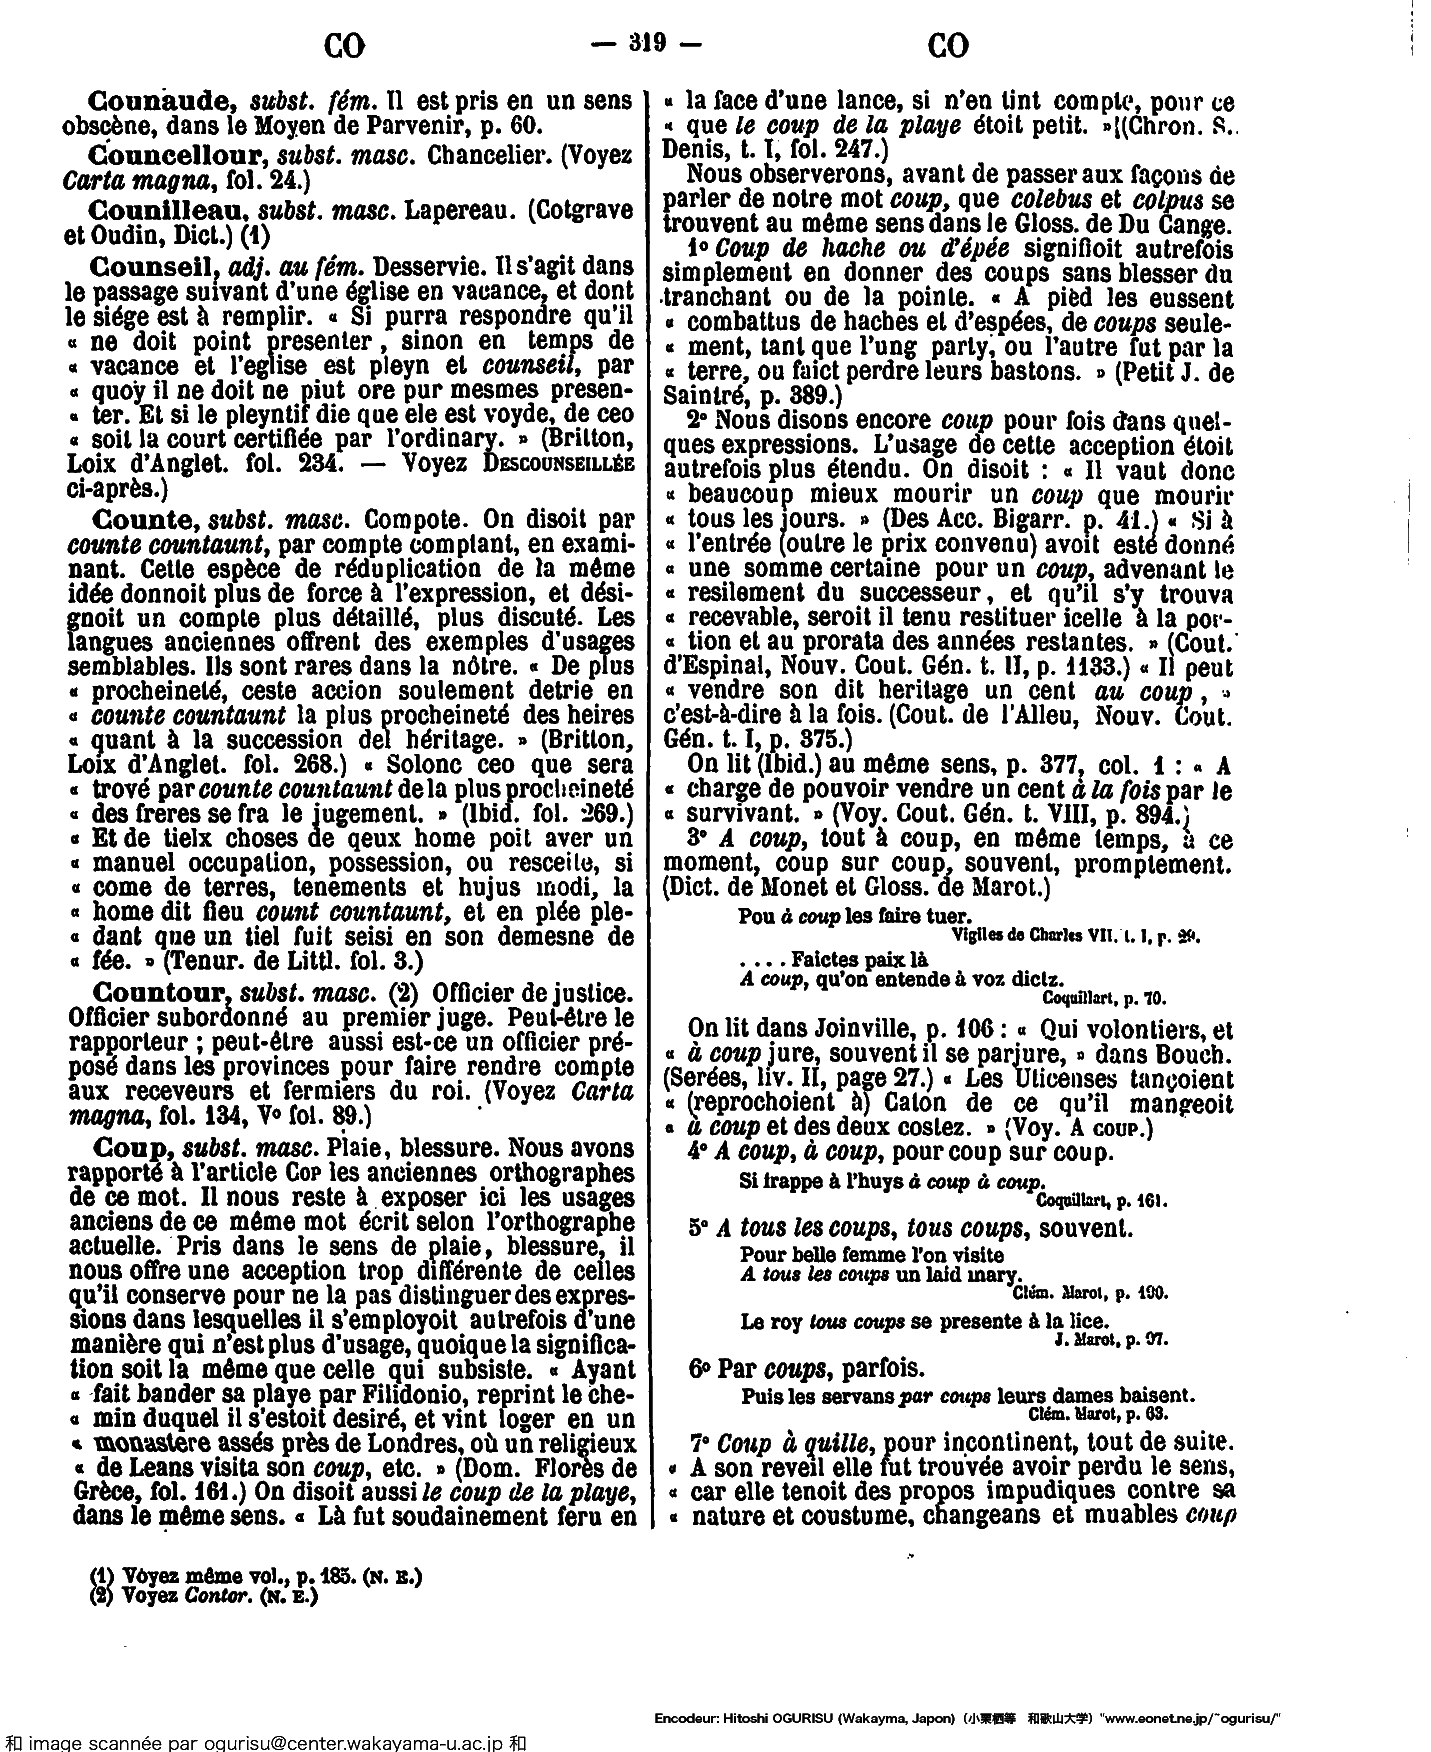 CO — 319 — CO
Counaude, subst. fém. Il est pris en un sens
obscène, dans le Moyen de Parvenir, p. 60.
Councellour, subst. masc. Chancelier. (Voyez
Carta magna, fol. 24.)
Counilleau, subst. masc. Lapereau. (Cotgrave
et Oudin, Dict.) (1)
Counseil, adj. au fém. Desservie. Il s'agit dans
le passage suivant d'une église en vacance, et dont
le siége est à remplir. « Si purra respondre qu'il
« ne doit point presenter, sinon en temps de
« vacance et l'eglise est pleyn et counseil, par
« quoy il ne doit ne piut ore pur mesmes presen-
« ter. Et si le pleyntif die que ele est voyde, de ceo
« soit la court certifiée par l'ordinary. » (Britton,
Loix d'Anglet. fol. 234. — Voyez DESCOUNSEILLÉE
ci-après.)
Counte, subst. masc. Compote. On disoit par
counte countaunt, par compte comptant, en exami-
nant. Cette espèce de réduplication de la même
idée donnoit plus de force à l'expression, et dési-
gnoit un compte plus détaillé, plus discuté. Les
langues anciennes offrent des exemples d'usages
semblables. Ils sont rares dans la nôtre. « De plus
« procheineté, ceste accion soulement detrie en
« counte countaunt la plus procheineté des heires
« quant à la succession del héritage. » (Britton,
Loix d'Anglet. fol. 268.) « Solonc ceo que sera
« trové par counte countaunt de la plus procheineté
« des freres se fra le jugement. » (Ibid. fol. 269.)
« Et de tielx choses de qeux home poit aver un
« manuel occupation, possession, ou resceite, si
« come de terres, tenements et hujus modi, la
« home dit fieu count countaunt, et en plée ple-
« dant que un tiel fuit seisi en son demesne de
« fée. » (Tenur. de Littl. fol. 3.)
Countour, subst. masc. (2) Officier de justice.
Officier subordonné au premier juge. Peut-être le
rapporteur ; peut-être aussi est-ce un officier pré-
posé dans les provinces pour faire rendre compte
aux receveurs et fermiers du roi. (Voyez Carta
magna, fol. 134, Vº fol. 89.)
Coup, subst. masc. Plaie, blessure. Nous avons
rapporté à l'article COP les anciennes orthographes
de ce mot. Il nous reste à exposer ici les usages
anciens de ce même mot écrit selon l'orthographe
actuelle. Pris dans le sens de plaie, blessure, il
nous offre une acception trop différente de celles
qu'il conserve pour ne la pas distinguer des expres-
sions dans lesquelles il s'employoit autrefois d'une
manière qui n'est plus d'usage, quoique la significa-
tion soit la même que celle qui subsiste. « Ayant
« fait bander sa playe par Filidonio, reprint le che-
« min duquel il s'estoit desiré, et vint loger en un
« monastere assés près de Londres, où un religieux
« de Leans visita son coup, etc. » (Dom. Florès de
Grèce, fol. 161.) On disoit aussi le coup de la playe,
dans le même sens. « Là fut soudainement feru en
« la face d'une lance, si n'en tint compte, pour ce
« que le coup de la playe étoit petit. » (Chron. S.
Denis, t. I, fol. 247.)
Nous observerons, avant de passer aux façons de
parler de notre mot coup, que colebus et colpus se
trouvent au même sens dans le Gloss. de Du Cange.
1º Coup de hache ou d'épée signifioit autrefois
simplement en donner des coups sans blesser du
tranchant ou de la pointe. « A pièd les eussent
« combattus de haches et d'espées, de coups seule-
« ment, tant que l'ung party, ou l'autre fut par la
« terre, ou faict perdre leurs bastons. » (Petit J. de
Saintré, p. 389.)
2º Nous disons encore coup pour fois dans quel-
ques expressions. L'usage de cette acception étoit
autrefois plus étendu. On disoit : « Il vaut donc
« beaucoup mieux mourir un coup que mourir
« tous les jours. » (Des Acc. Bigarr. p. 41.) « Si à
« l'entrée (outre le prix convenu) avoit esté donné
« une somme certaine pour un coup, advenant le
« resilement du successeur, et qu'il s'y trouva
« recevable, seroit il tenu restituer icelle à la por-
« tion et au prorata des années restantes. » (Cout.
d'Espinal, Nouv. Cout. Gén. t. II, p. 1133.) « Il peut
« vendre son dit heritage un cent au coup, »
c'est-à-dire à la fois. (Cout. de l'Alleu, Nouv. Cout.
Gén. t. I, p. 375.)
On lit (Ibid.) au même sens, p. 377, col. 1 : « A
« charge de pouvoir vendre un cent à la fois par le
« survivant. » (Voy. Cout. Gén. t. VIII, p. 894.)
3º A coup, tout à coup, en même temps, à ce
moment, coup sur coup, souvent, promptement.
(Dict. de Monet et Gloss. de Marot.)
Pou à coup les faire tuer.
Vigiles de Charles VII. t. I, p. 29.
. . . . Faictes paix là
A coup, qu'on entende à voz dictz.
Coquillart, p. 70.
On lit dans Joinville, p. 106 : « Qui volontiers, et
« à coup jure, souvent il se parjure, » dans Bouch.
(Serées, liv. II, page 27.) « Les Uticenses tançoient
« (reprochoient à) Caton de ce qu'il mangeoit
« à coup et des deux costez. » (Voy. A COUP.)
4º A coup, à coup, pour coup sur coup.
Si frappe à l'huys à coup à coup.
Coquillart, p. 161.
5º A tous les coups, tous coups, souvent.
Pour belle femme l'on visite
A tous les coups un laid mary.
Clém. Marot, p. 190.
Le roy tous coups se presente à la lice.
J. Marot, p. 97.
6º Par coups, parfois.
Puis les servans par coups leurs dames baisent.
Clém. Marot, p. 63.
7º Coup à quille, pour incontinent, tout de suite.
« A son reveil elle fut trouvée avoir perdu le sens,
« car elle tenoit des propos impudiques contre sa
« nature et coustume, changeans et muables coup
(1) Voyez même vol., p. 185. (N. E.)
(2) Voyez Contor. (N. E.)
Encodeur: Hitoshi OGURISU (Wakayma, Japon) (小栗栖等 和歌山大学) "www.eonet.ne.jp/~ogurisu/"
和 image scannée par ogurisu@center.wakayama-u.ac.jp 和